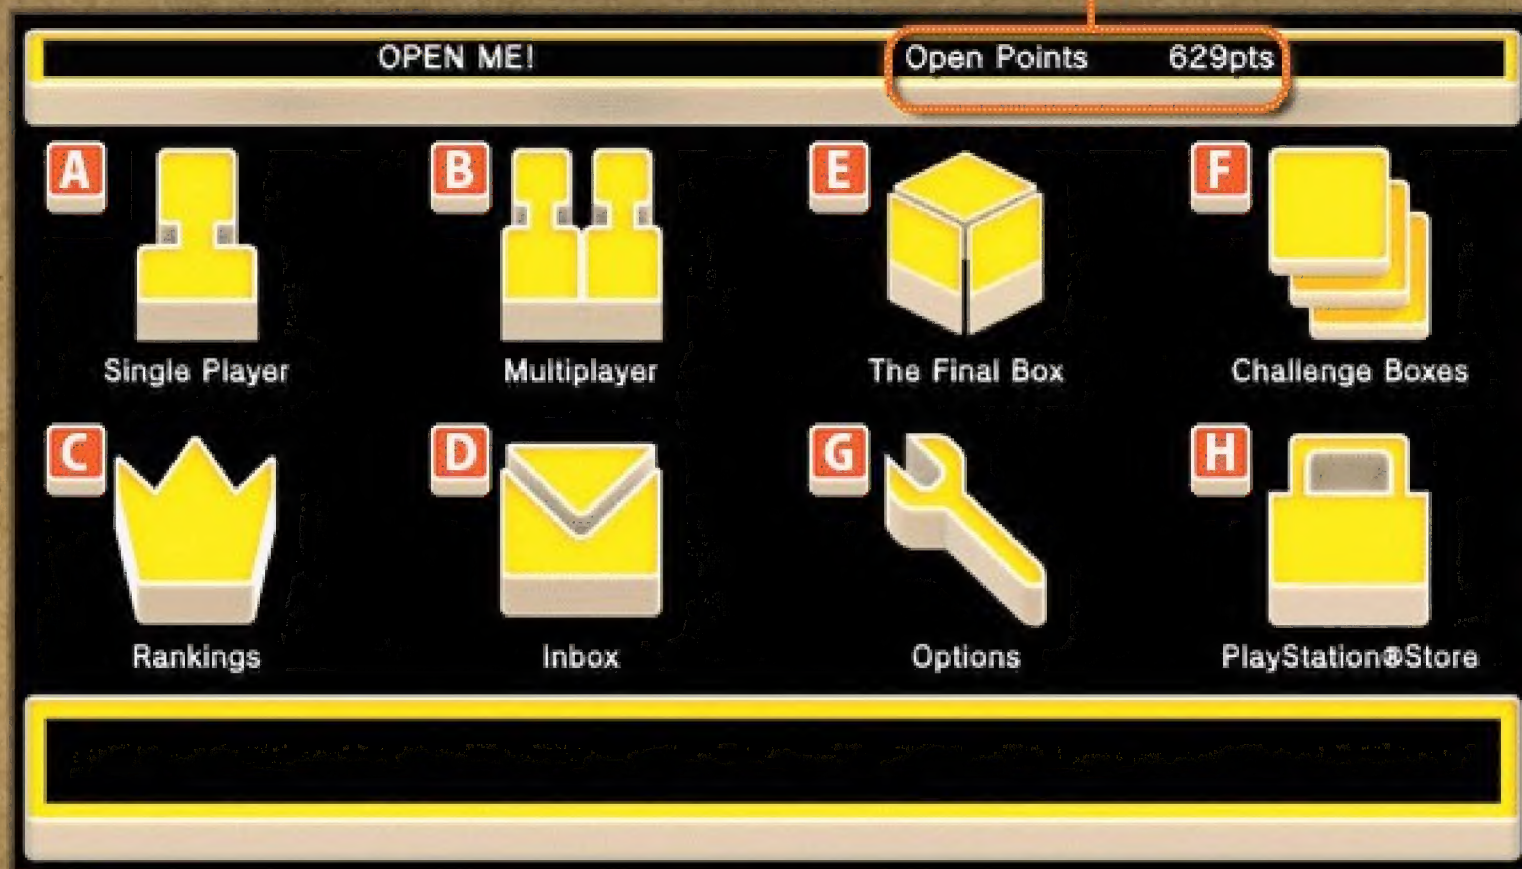 OPEN ME! Open Points 629pts
A B E F
Single Player Multiplayer The Final Box Challenge Boxes
C D G H
Rankings Inbox Options PlayStation®Store